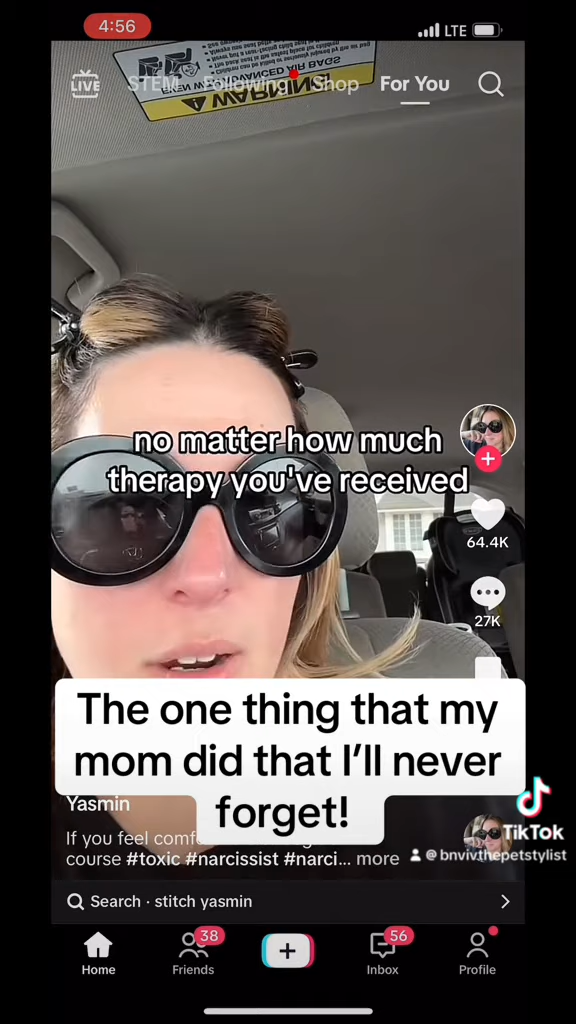 4:56
LTE
LIVE
STEM Following Shop For You
WARNING
no matter how much
therapy you've received
64.4K
27K
The one thing that my
mom did that I'll never
forget!
Yasmin
If you feel comfo
course #toxic #narcissist #narci... more
TikTok
@bnviv.thepetstylist
Search · stitch yasmin
38
56
Home
Friends
Inbox
Profile